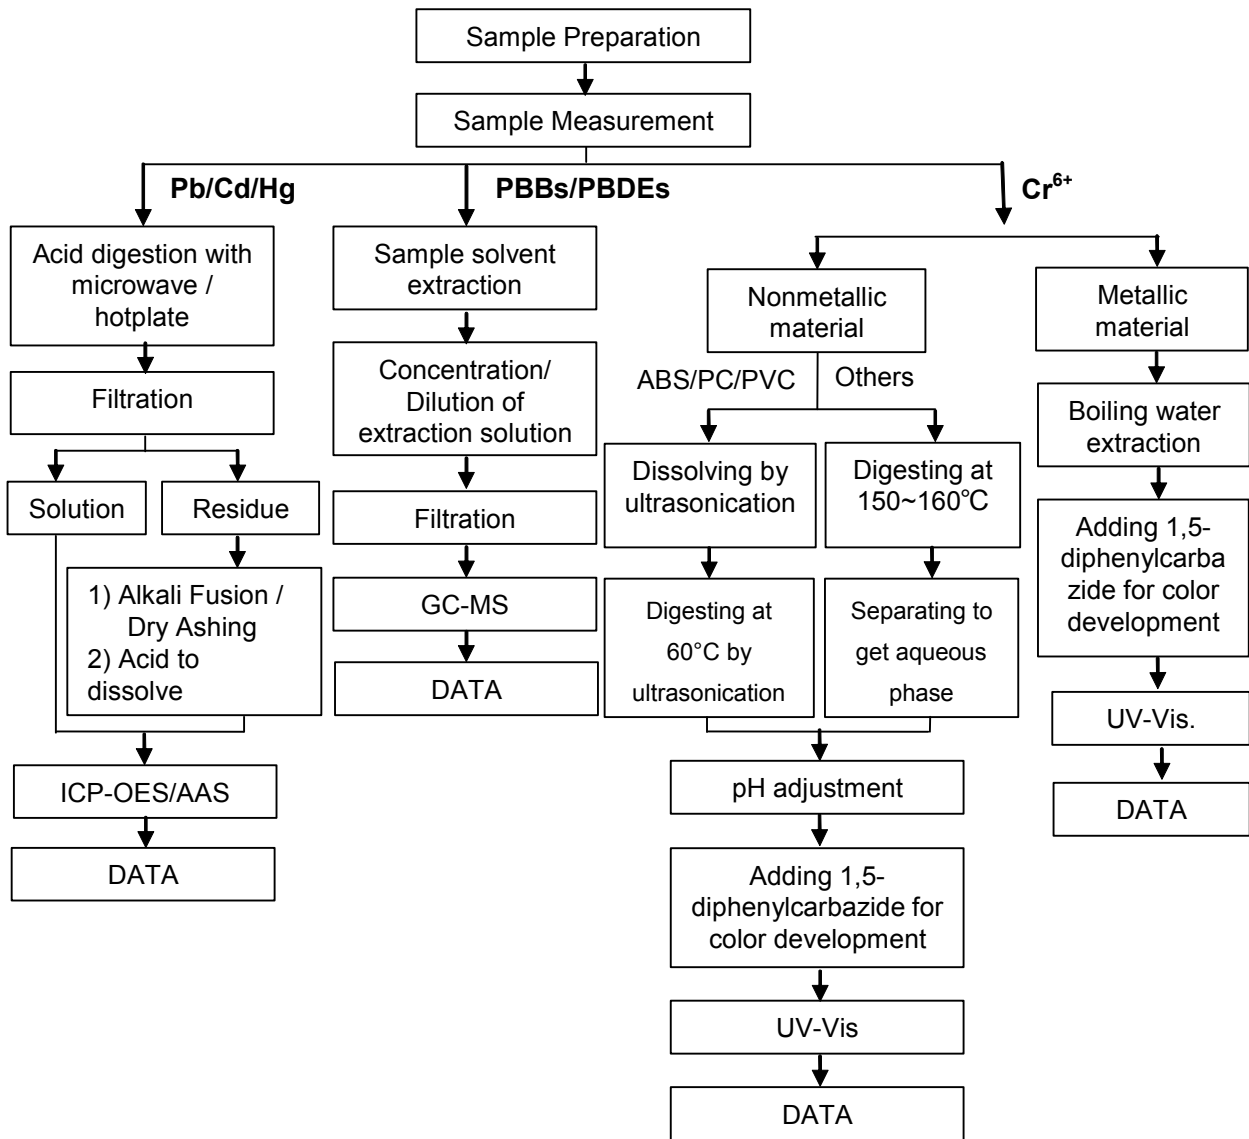 Sample Preparation
Sample Measurement
Pb/Cd/Hg
PBBs/PBDEs
Cr⁶⁺
Acid digestion with
microwave /
hotplate
Filtration
Solution
Residue
1) Alkali Fusion /
Dry Ashing
2) Acid to
dissolve
ICP-OES/AAS
DATA
Sample solvent
extraction
Concentration/
Dilution of
extraction solution
Filtration
GC-MS
DATA
Nonmetallic
material
ABS/PC/PVC
Others
Dissolving by
ultrasonication
Digesting at
60°C by
ultrasonication
Digesting at
150~160℃
Separating to
get aqueous
phase
pH adjustment
Adding 1,5-
diphenylcarbazide for
color development
UV-Vis
DATA
Metallic
material
Boiling water
extraction
Adding 1,5-
diphenylcarba
zide for color
development
UV-Vis.
DATA